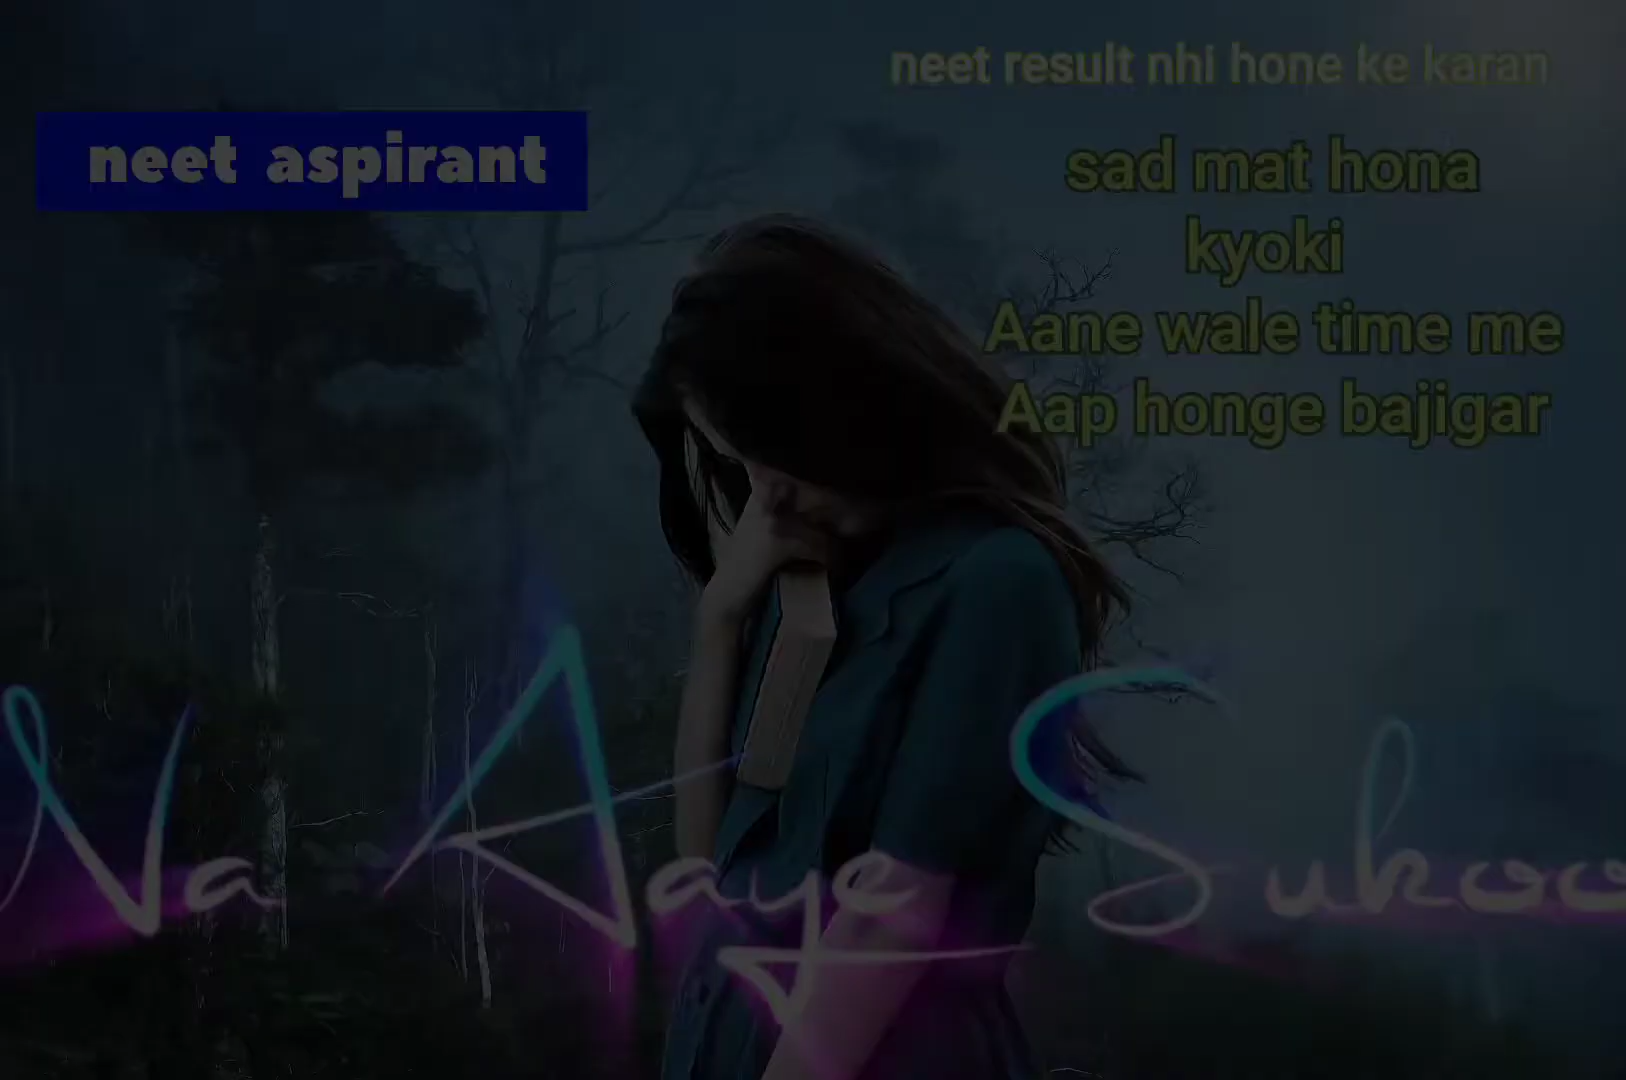 neet result nhi hone ke karan
neet aspirant
sad mat hona
kyoki
Aane wale time me
Aap honge bajigar
Na Aaye Sukoo